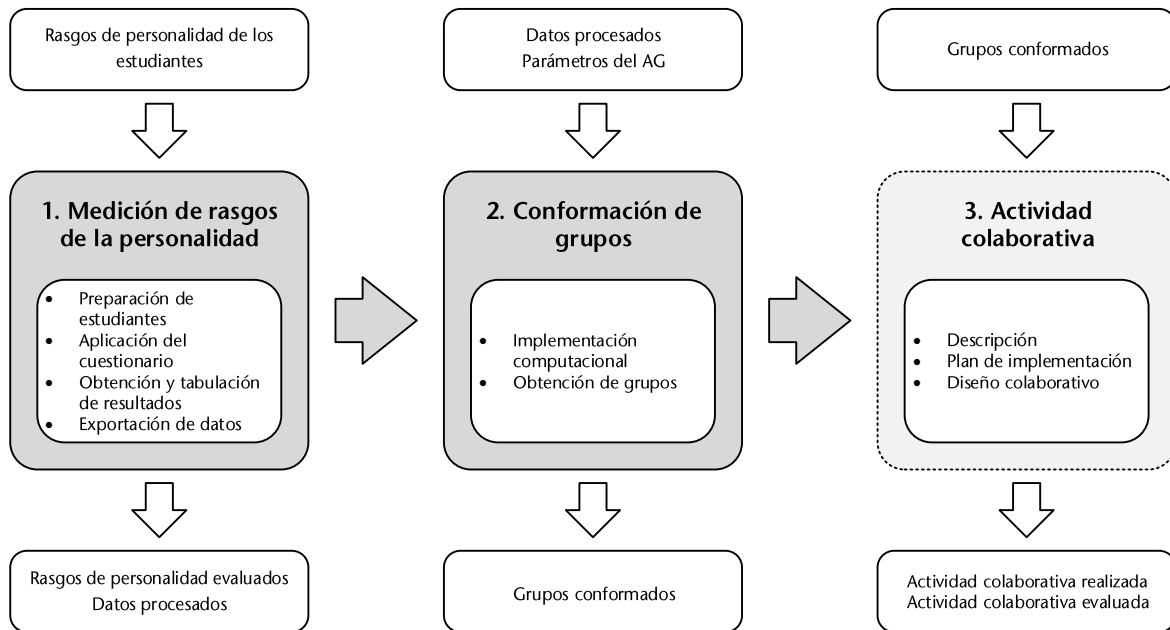 Rasgos de personalidad de los
estudiantes
Datos procesados
Parámetros del AG
Grupos conformados
1. Medición de rasgos
de la personalidad
• Preparación de
estudiantes
• Aplicación del
cuestionario
• Obtención y tabulación
de resultados
• Exportación de datos
2. Conformación de
grupos
• Implementación
computacional
• Obtención de grupos
3. Actividad
colaborativa
• Descripción
• Plan de implementación
• Diseño colaborativo
Rasgos de personalidad evaluados
Datos procesados
Grupos conformados
Actividad colaborativa realizada
Actividad colaborativa evaluada